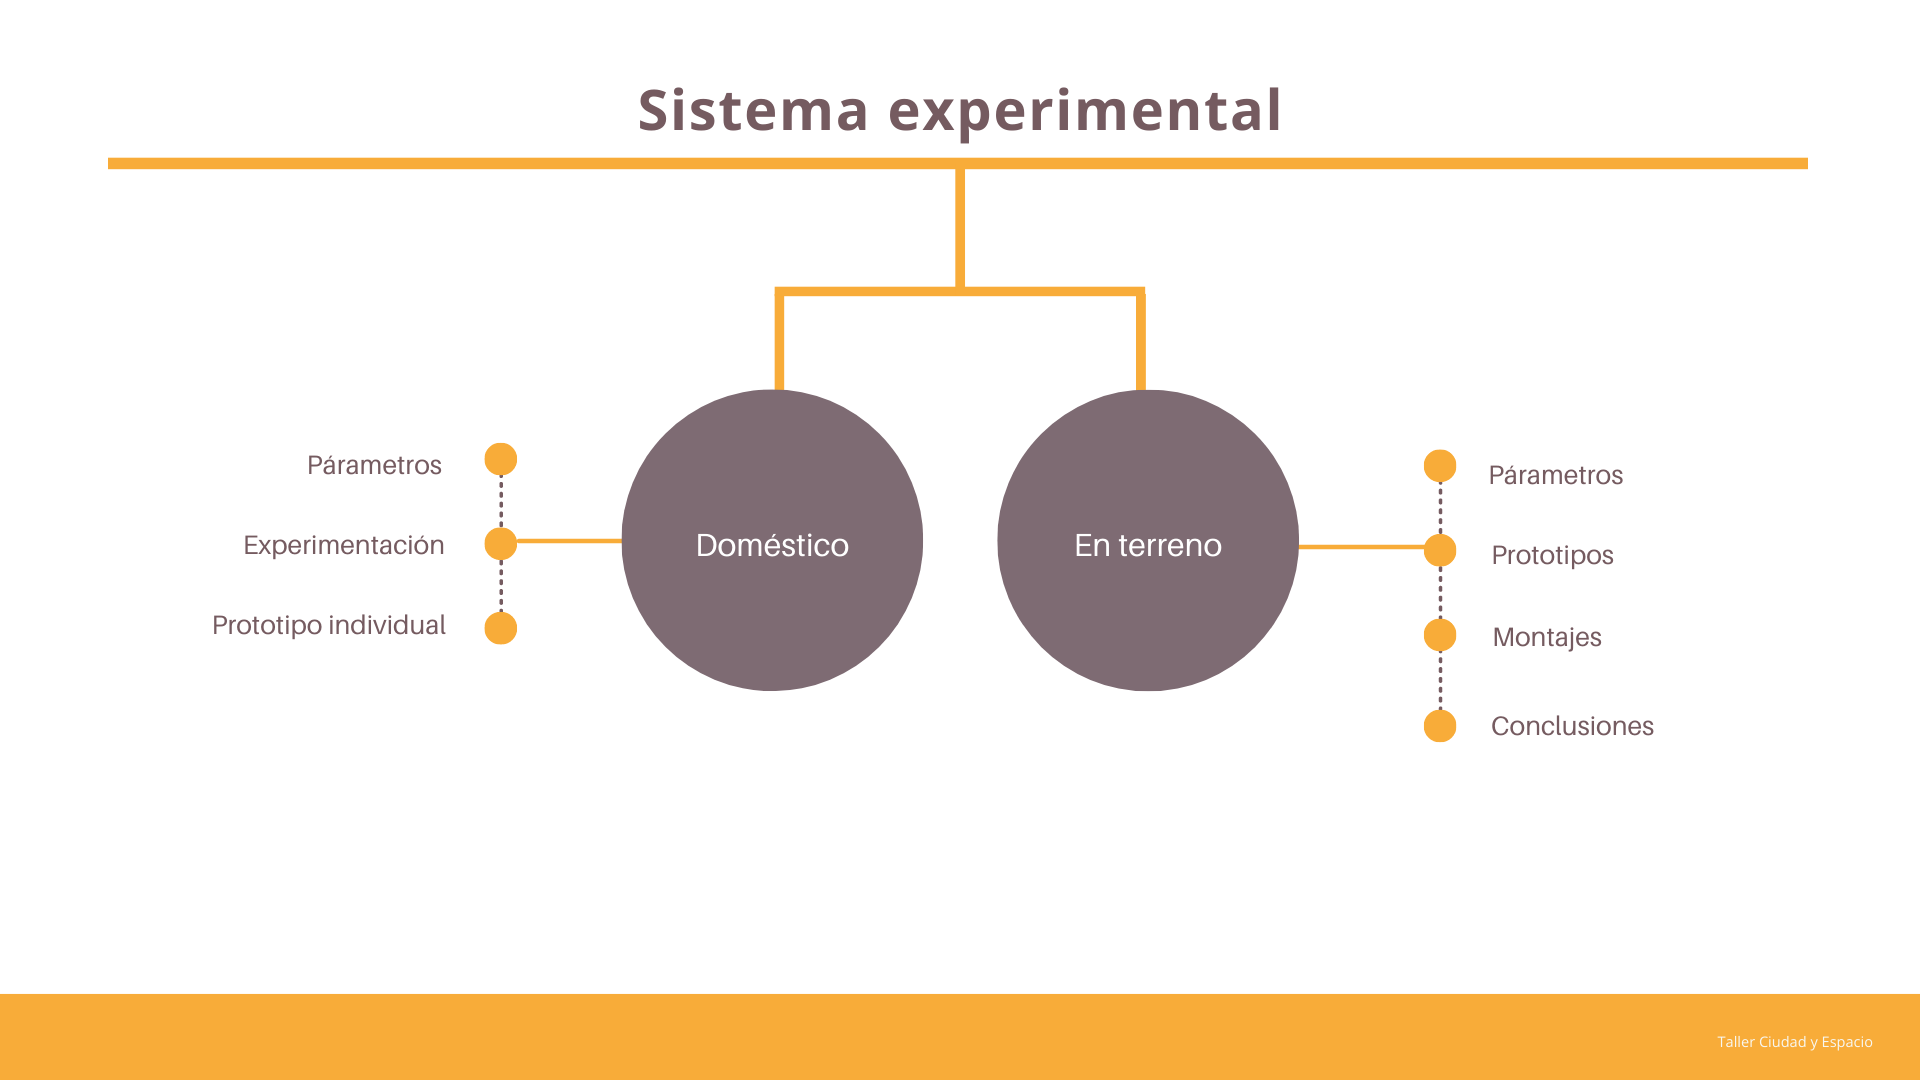 Sistema experimental
Doméstico
Párametros
Experimentación
Prototipo individual
En terreno
Párametros
Prototipos
Montajes
Conclusiones
Taller Ciudad y Espacio